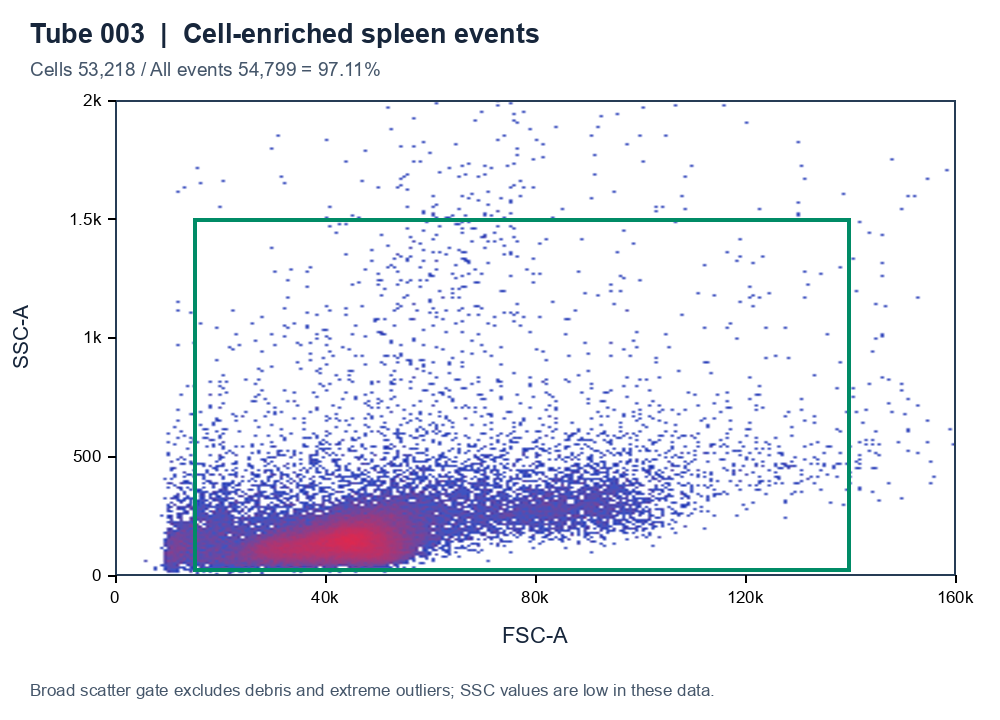 Tube 003 | Cell-enriched spleen events
Cells 53,218 / All events 54,799 = 97.11%
2k
1.5k
1k
500
0
SSC-A
0 40k 80k 120k 160k
FSC-A
Broad scatter gate excludes debris and extreme outliers; SSC values are low in these data.